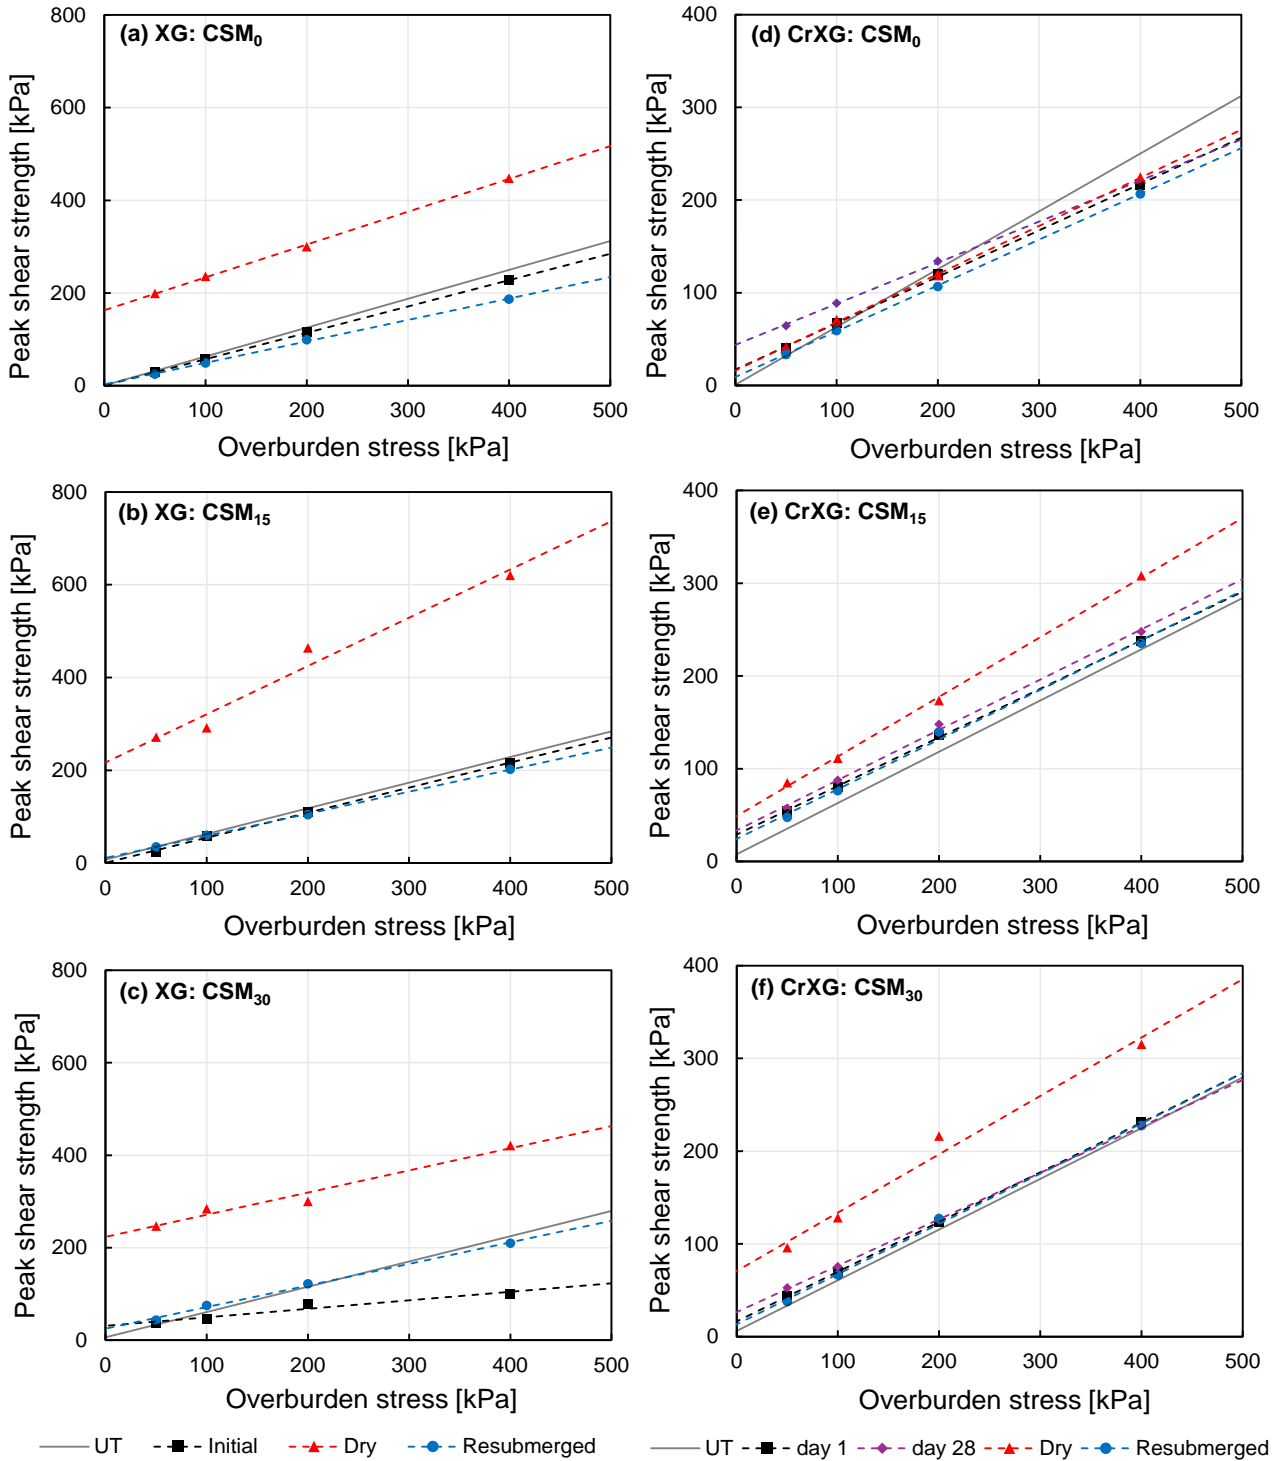 (a) XG: CSM0
Peak shear strength [kPa]
800
600
400
200
0
0 100 200 300 400 500
Overburden stress [kPa]
(d) CrXG: CSM0
Peak shear strength [kPa]
400
300
200
100
0
0 100 200 300 400 500
Overburden stress [kPa]
(b) XG: CSM15
Peak shear strength [kPa]
800
600
400
200
0
0 100 200 300 400 500
Overburden stress [kPa]
(e) CrXG: CSM15
Peak shear strength [kPa]
400
300
200
100
0
0 100 200 300 400 500
Overburden stress [kPa]
(c) XG: CSM30
Peak shear strength [kPa]
800
600
400
200
0
0 100 200 300 400 500
Overburden stress [kPa]
(f) CrXG: CSM30
Peak shear strength [kPa]
400
300
200
100
0
0 100 200 300 400 500
Overburden stress [kPa]
UT Initial Dry Resubmerged
UT day 1 day 28 Dry Resubmerged